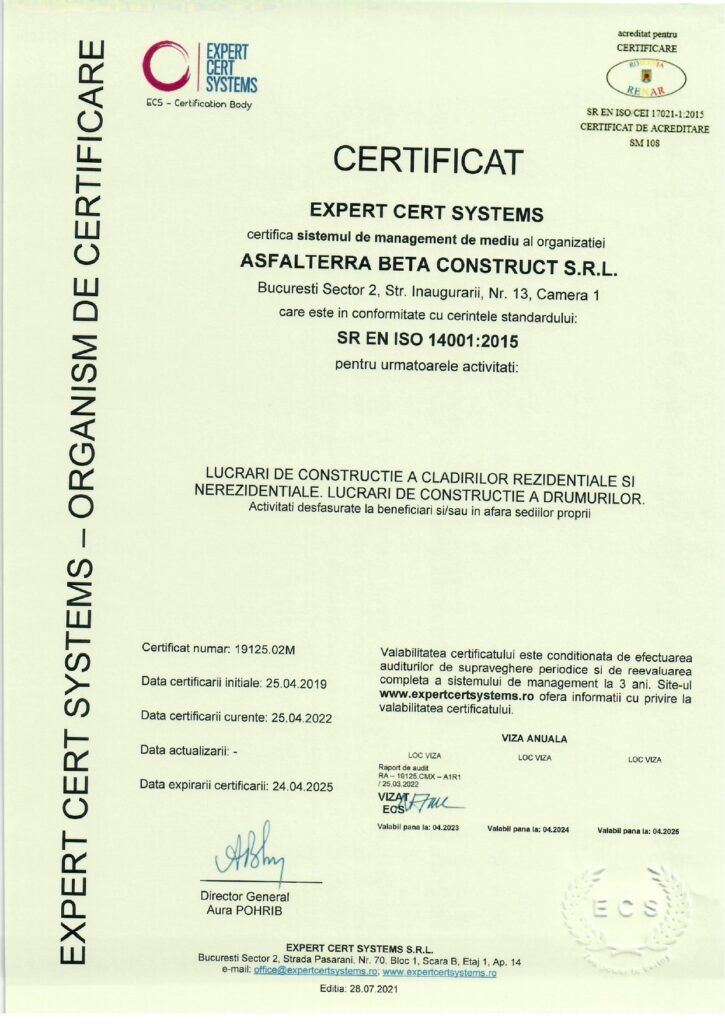 EXPERT CERT SYSTEMS – ORGANISM DE CERTIFICARE
EXPERT
CERT
SYSTEMS
ECS - Certification Body
acreditat pentru
CERTIFICARE
ROMANIA
RENAR
SR EN ISO/CEI 17021-1:2015
CERTIFICAT DE ACREDITARE
SM 108
CERTIFICAT
EXPERT CERT SYSTEMS
certifica sistemul de management de mediu al organizatiei
ASFALTERRA BETA CONSTRUCT S.R.L.
Bucuresti Sector 2, Str. Inaugurarii, Nr. 13, Camera 1
care este in conformitate cu cerintele standardului:
SR EN ISO 14001:2015
pentru urmatoarele activitati:
LUCRARI DE CONSTRUCTIE A CLADIRILOR REZIDENTIALE SI
NEREZIDENTIALE. LUCRARI DE CONSTRUCTIE A DRUMURILOR.
Activitati desfasurate la beneficiari si/sau in afara sediilor proprii
Certificat numar: 19125.02M
Data certificarii initiale: 25.04.2019
Data certificarii curente: 25.04.2022
Data actualizarii: -
Data expirarii certificarii: 24.04.2025
Valabilitatea certificatului este conditionata de efectuarea
auditurilor de supraveghere periodice si de reevaluarea
completa a sistemului de management la 3 ani. Site-ul
www.expertcertsystems.ro ofera informatii cu privire la
valabilitatea certificatului.
VIZA ANUALA
LOC VIZA LOC VIZA LOC VIZA
Raport de audit
RA – 19125.CMX – A1R1
/ 25.03.2022
VIZAT
ECS
Valabil pana la: 04.2023 Valabil pana la: 04.2024 Valabil pana la: 04.2025
Director General
Aura POHRIB
ECS
EXPERT CERT SYSTEMS S.R.L.
Bucuresti Sector 2, Strada Pasarani, Nr. 70, Bloc 1, Scara B, Etaj 1, Ap. 14
e-mail: office@expertcertsystems.ro; www.expertcertsystems.ro
Editia: 28.07.2021